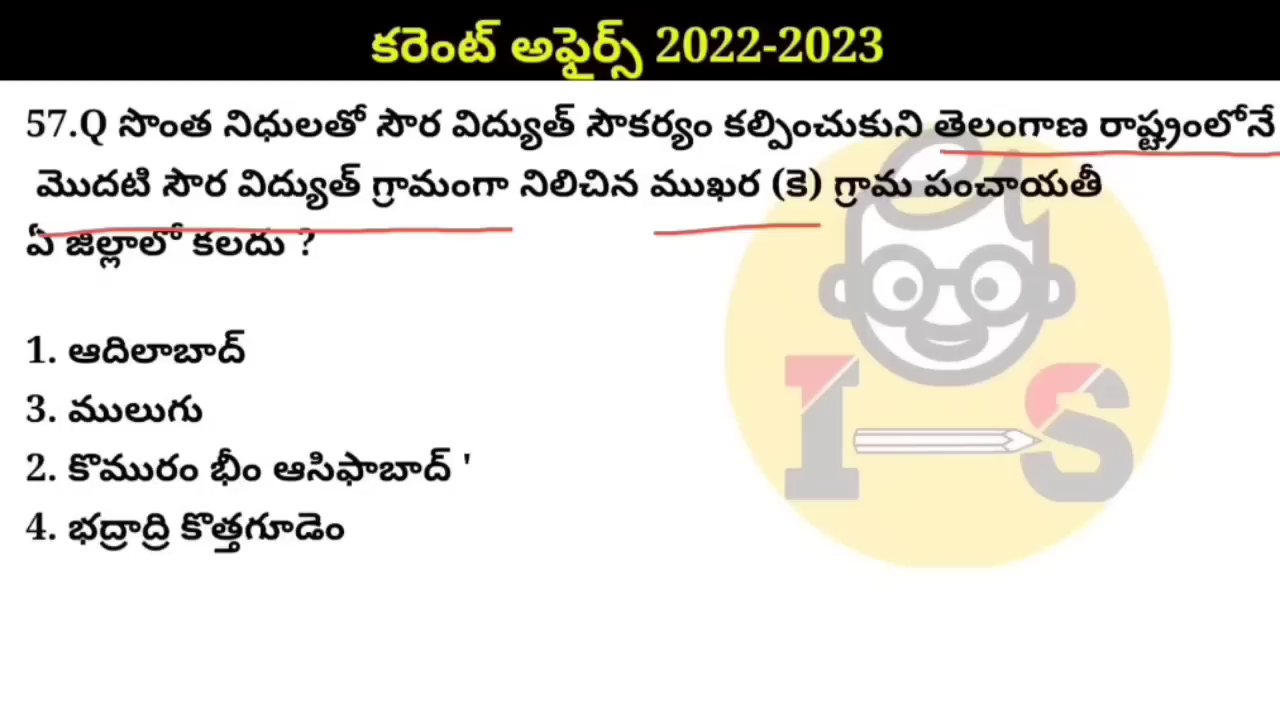 కరెంట్ అఫైర్స్ 2022-2023
57.Q సొంత నిధులతో సౌర విద్యుత్ సౌకర్యం కల్పించుకుని తెలంగాణ రాష్ట్రంలోనే
మొదటి సౌర విద్యుత్ గ్రామంగా నిలిచిన ముఖర (కె) గ్రామ పంచాయతీ
ఏ జిల్లాలో కలదు ?
1. ఆదిలాబాద్
3. ములుగు
2. కొమురం భీం ఆసిఫాబాద్ '
4. భద్రాద్రి కొత్తగూడెం
I S